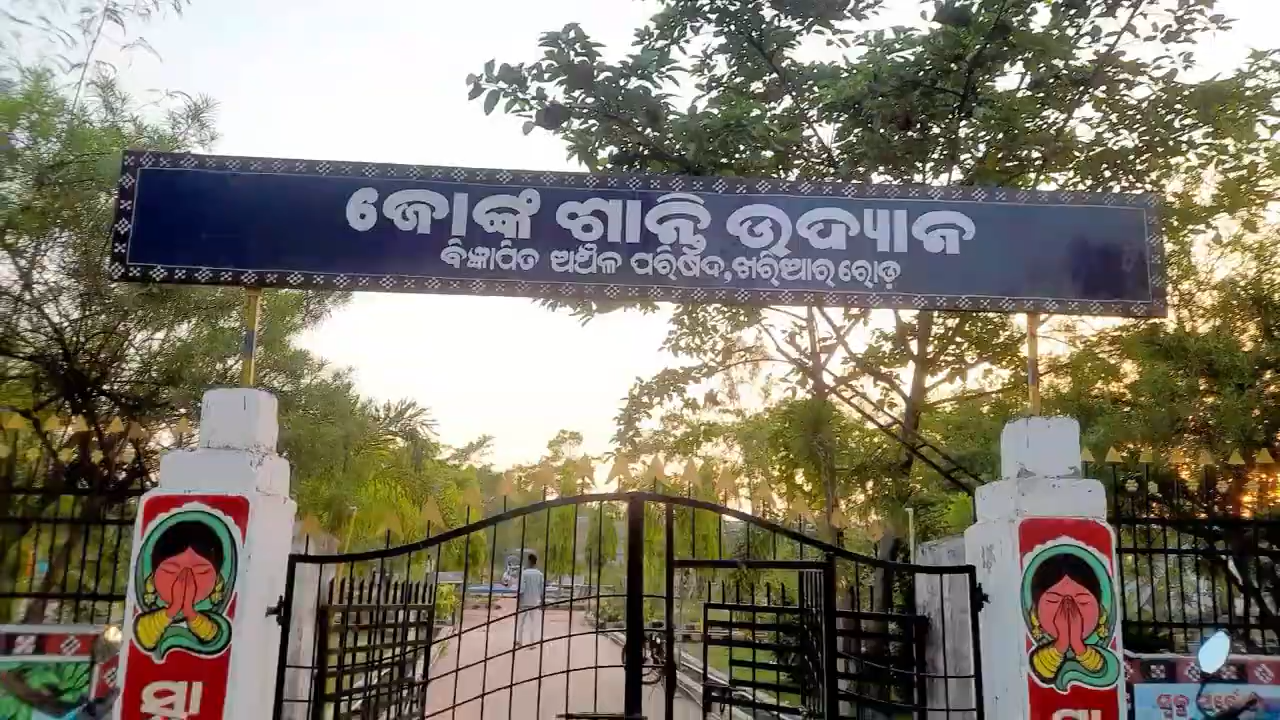 ଜୋଙ୍କ ଶାନ୍ତି ଉଦ୍ୟାନ
ବିଜ୍ଞାପିତ ଅଞ୍ଚଳ ପରିଷଦ,ଖରିଆର୍ ରୋଡ଼
ସ୍ୱା